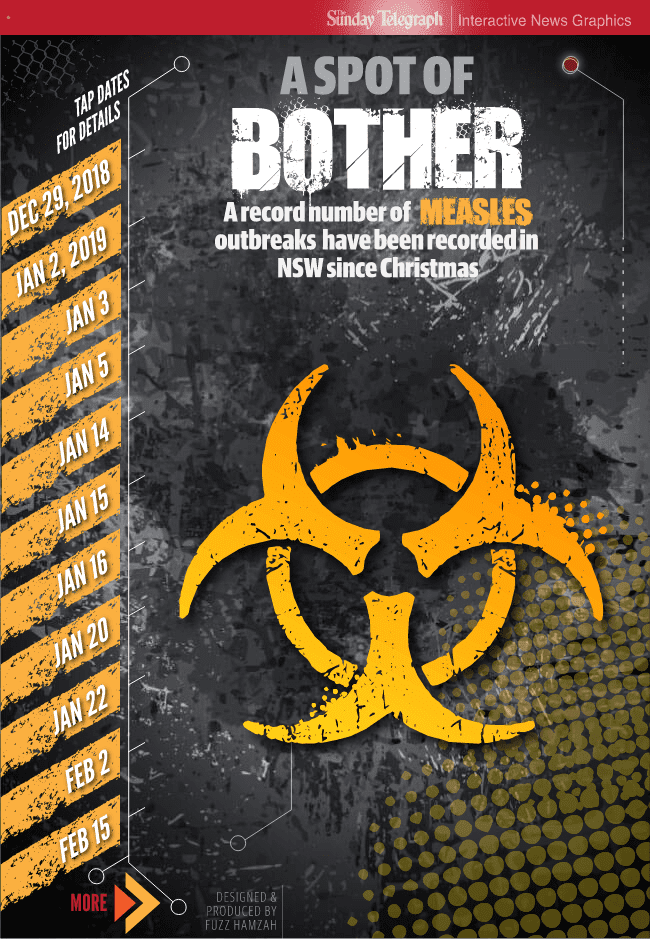 The Sunday Telegraph | Interactive News Graphics
A SPOT OF
BOTHER
A record number of MEASLES
outbreaks have been recorded in
NSW since Christmas
TAP DATES
FOR DETAILS
DEC 29, 2018
JAN 2, 2019
JAN 3
JAN 5
JAN 14
JAN 15
JAN 16
JAN 20
JAN 22
FEB 2
FEB 15
MORE
DESIGNED &
PRODUCED BY
FUZZ HAMZAH